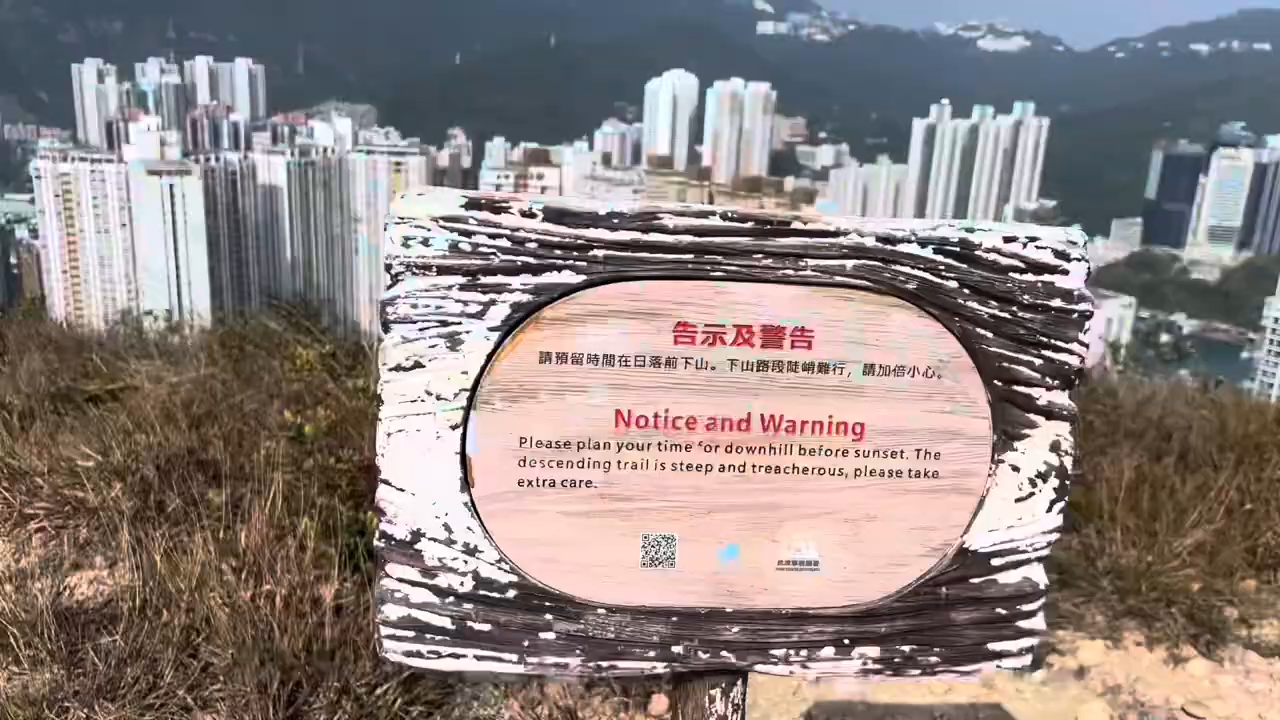 告示及警告
請預留時間在日落前下山。下山路段陡峭難行，請加倍小心。
Notice and Warning
Please plan your time for downhill before sunset. The
descending trail is steep and treacherous, please take
extra care.